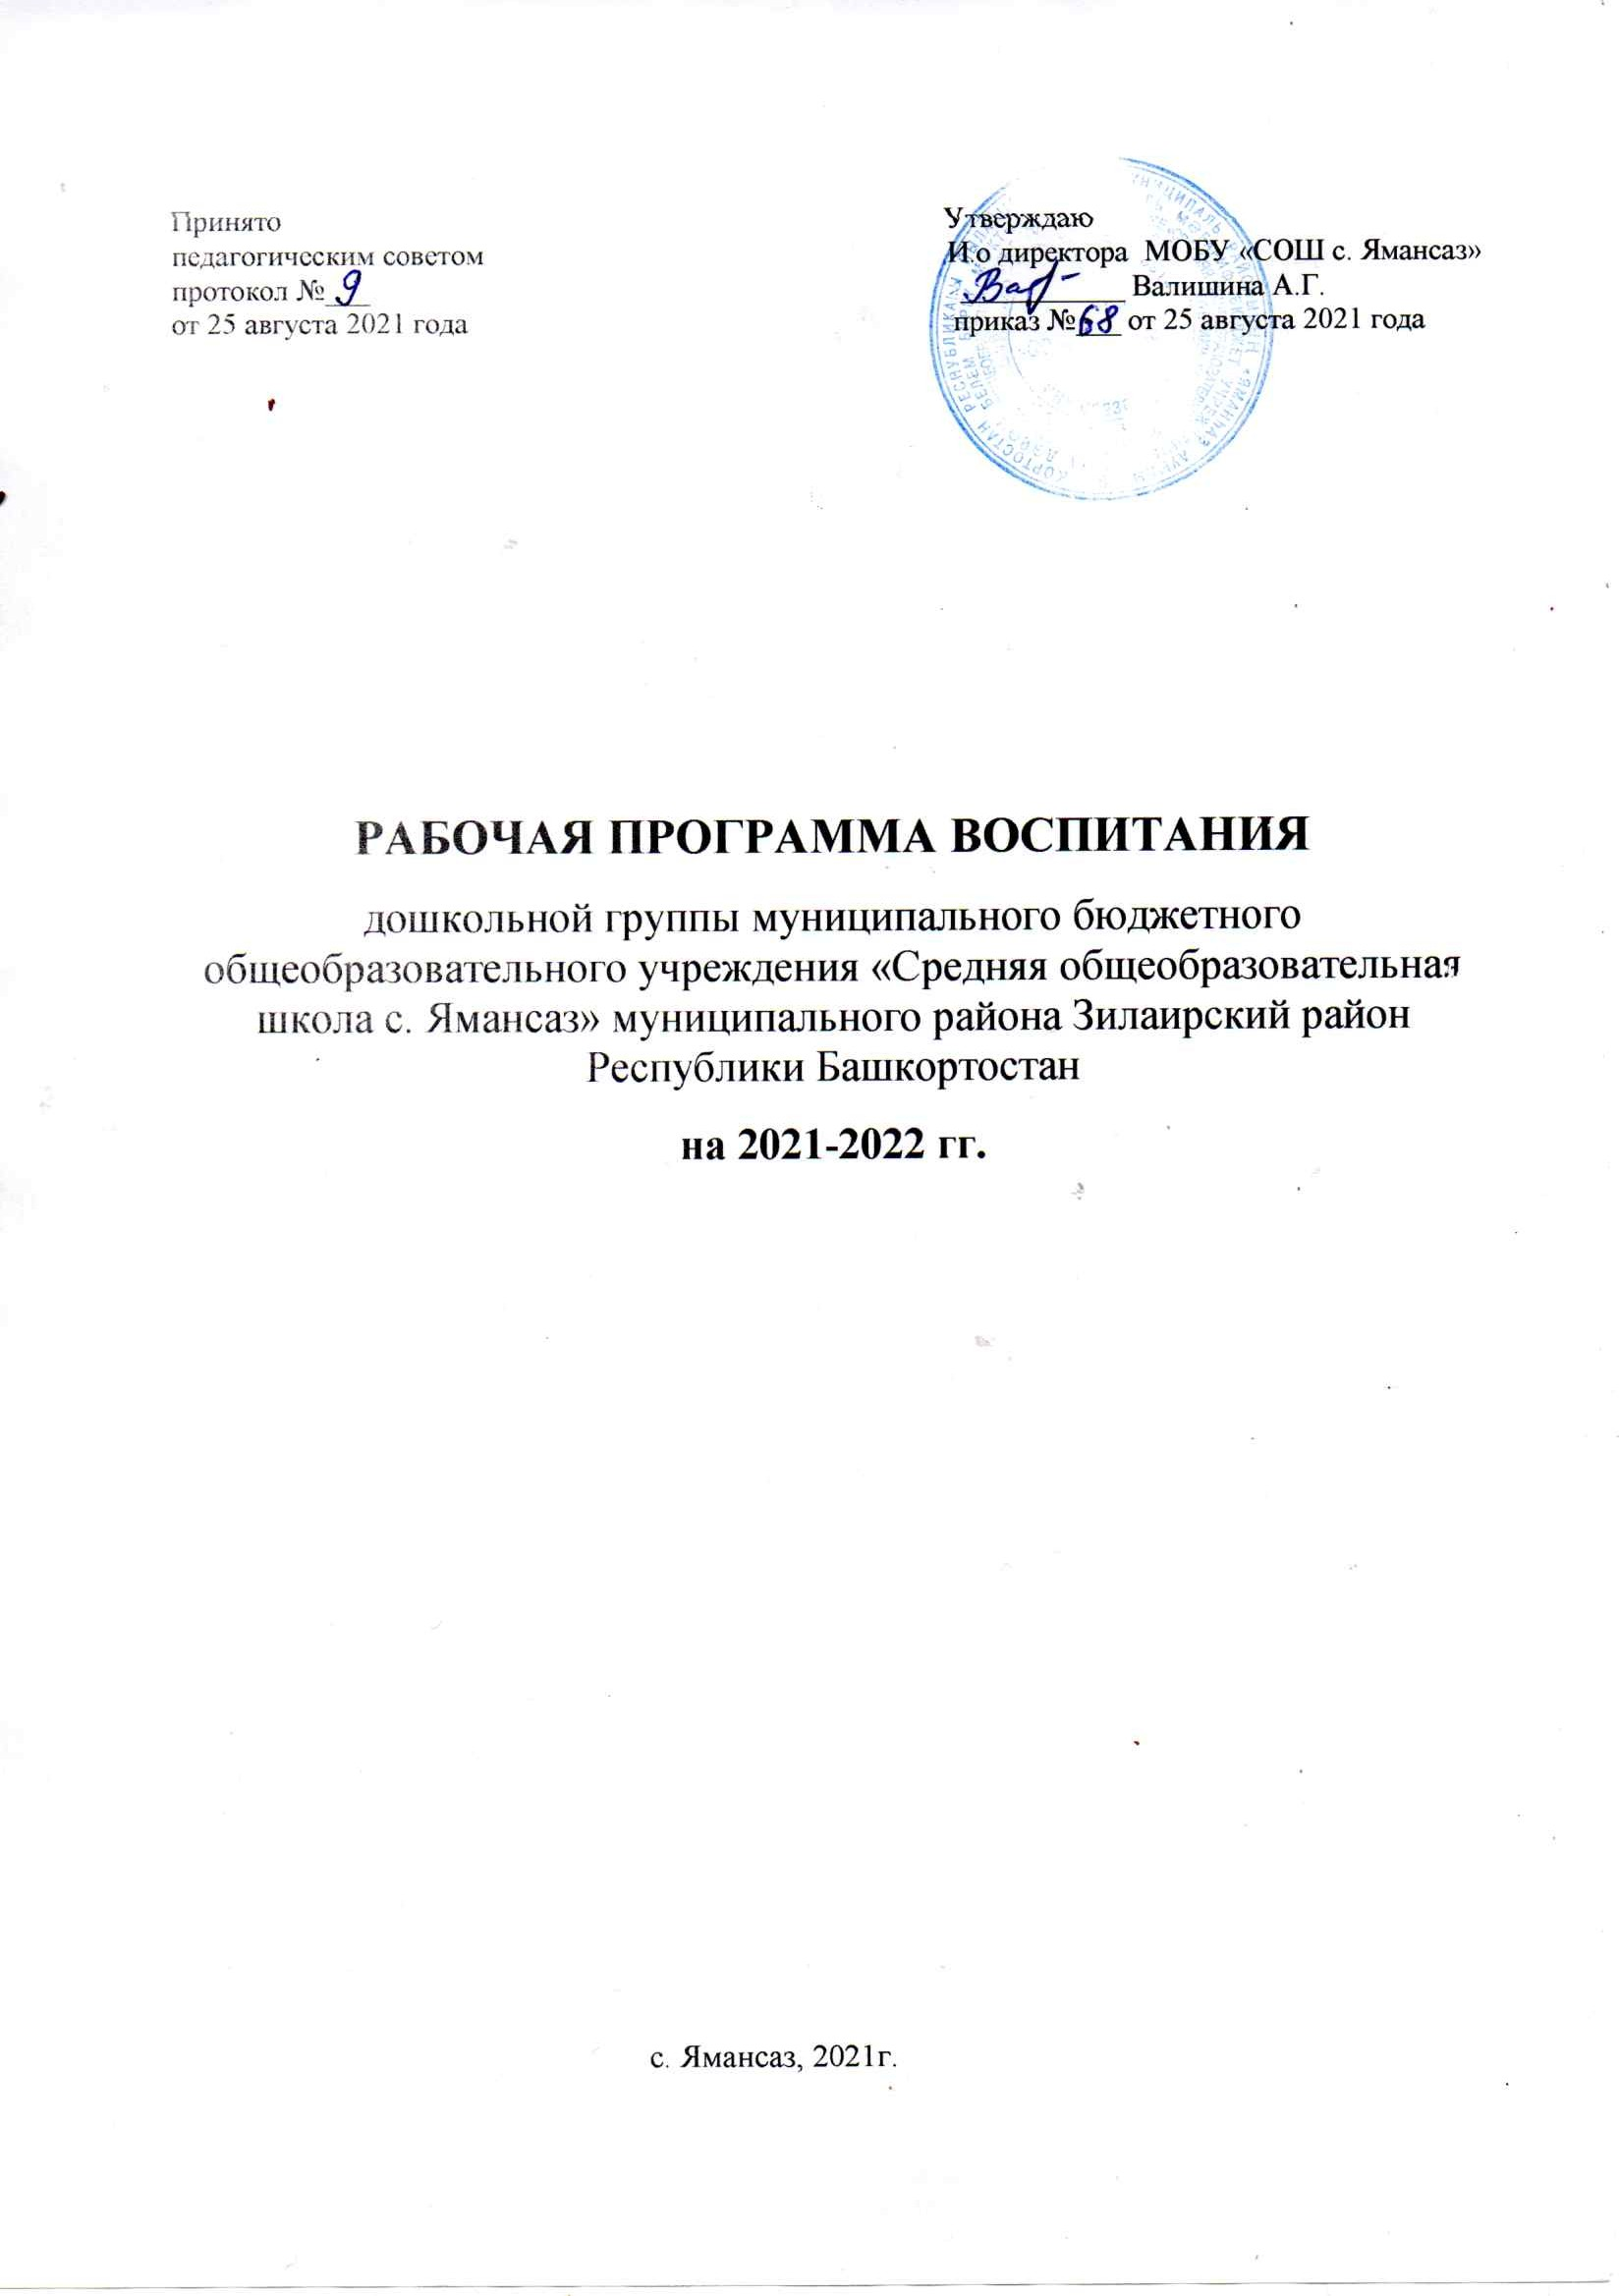 Принято
педагогическим советом
протокол № 9
от 25 августа 2021 года
Утверждаю
И.о директора МОБУ «СОШ с. Ямансаз»
Валишина А.Г.
приказ № 68 от 25 августа 2021 года
РАБОЧАЯ ПРОГРАММА ВОСПИТАНИЯ
дошкольной группы муниципального бюджетного
общеобразовательного учреждения «Средняя общеобразовательная
школа с. Ямансаз» муниципального района Зилаирский район
Республики Башкортостан
на 2021-2022 гг.
с. Ямансаз, 2021г.